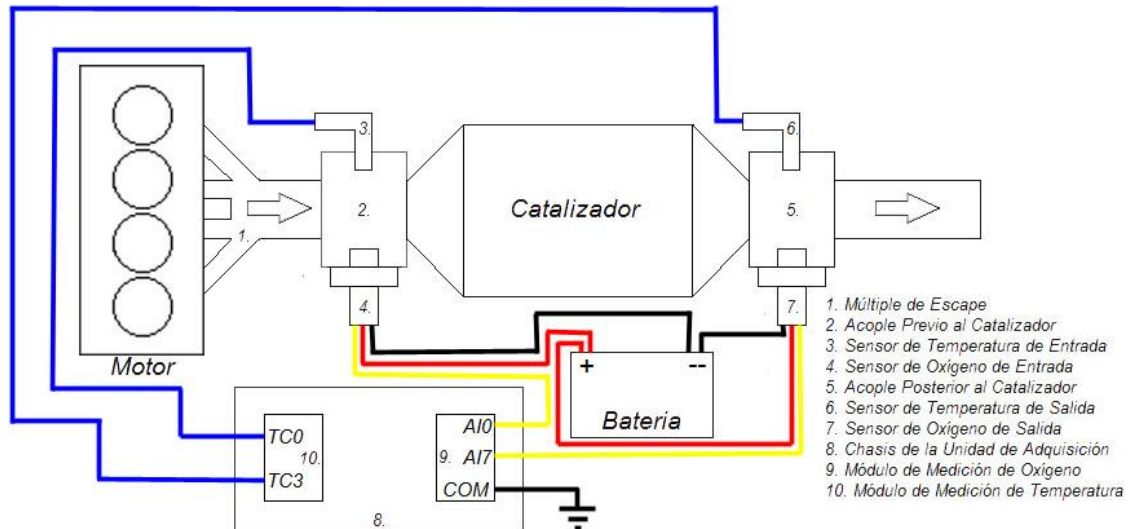 3.
6.
2.
Catalizador
5.
1.
4.
7.
Motor
+
--
Bateria
TC0
10.
TC3
AI0
9. AI7
COM
8.
1. Múltiple de Escape
2. Acople Previo al Catalizador
3. Sensor de Temperatura de Entrada
4. Sensor de Oxígeno de Entrada
5. Acople Posterior al Catalizador
6. Sensor de Temperatura de Salida
7. Sensor de Oxígeno de Salida
8. Chasis de la Unidad de Adquisición
9. Módulo de Medición de Oxígeno
10. Módulo de Medición de Temperatura